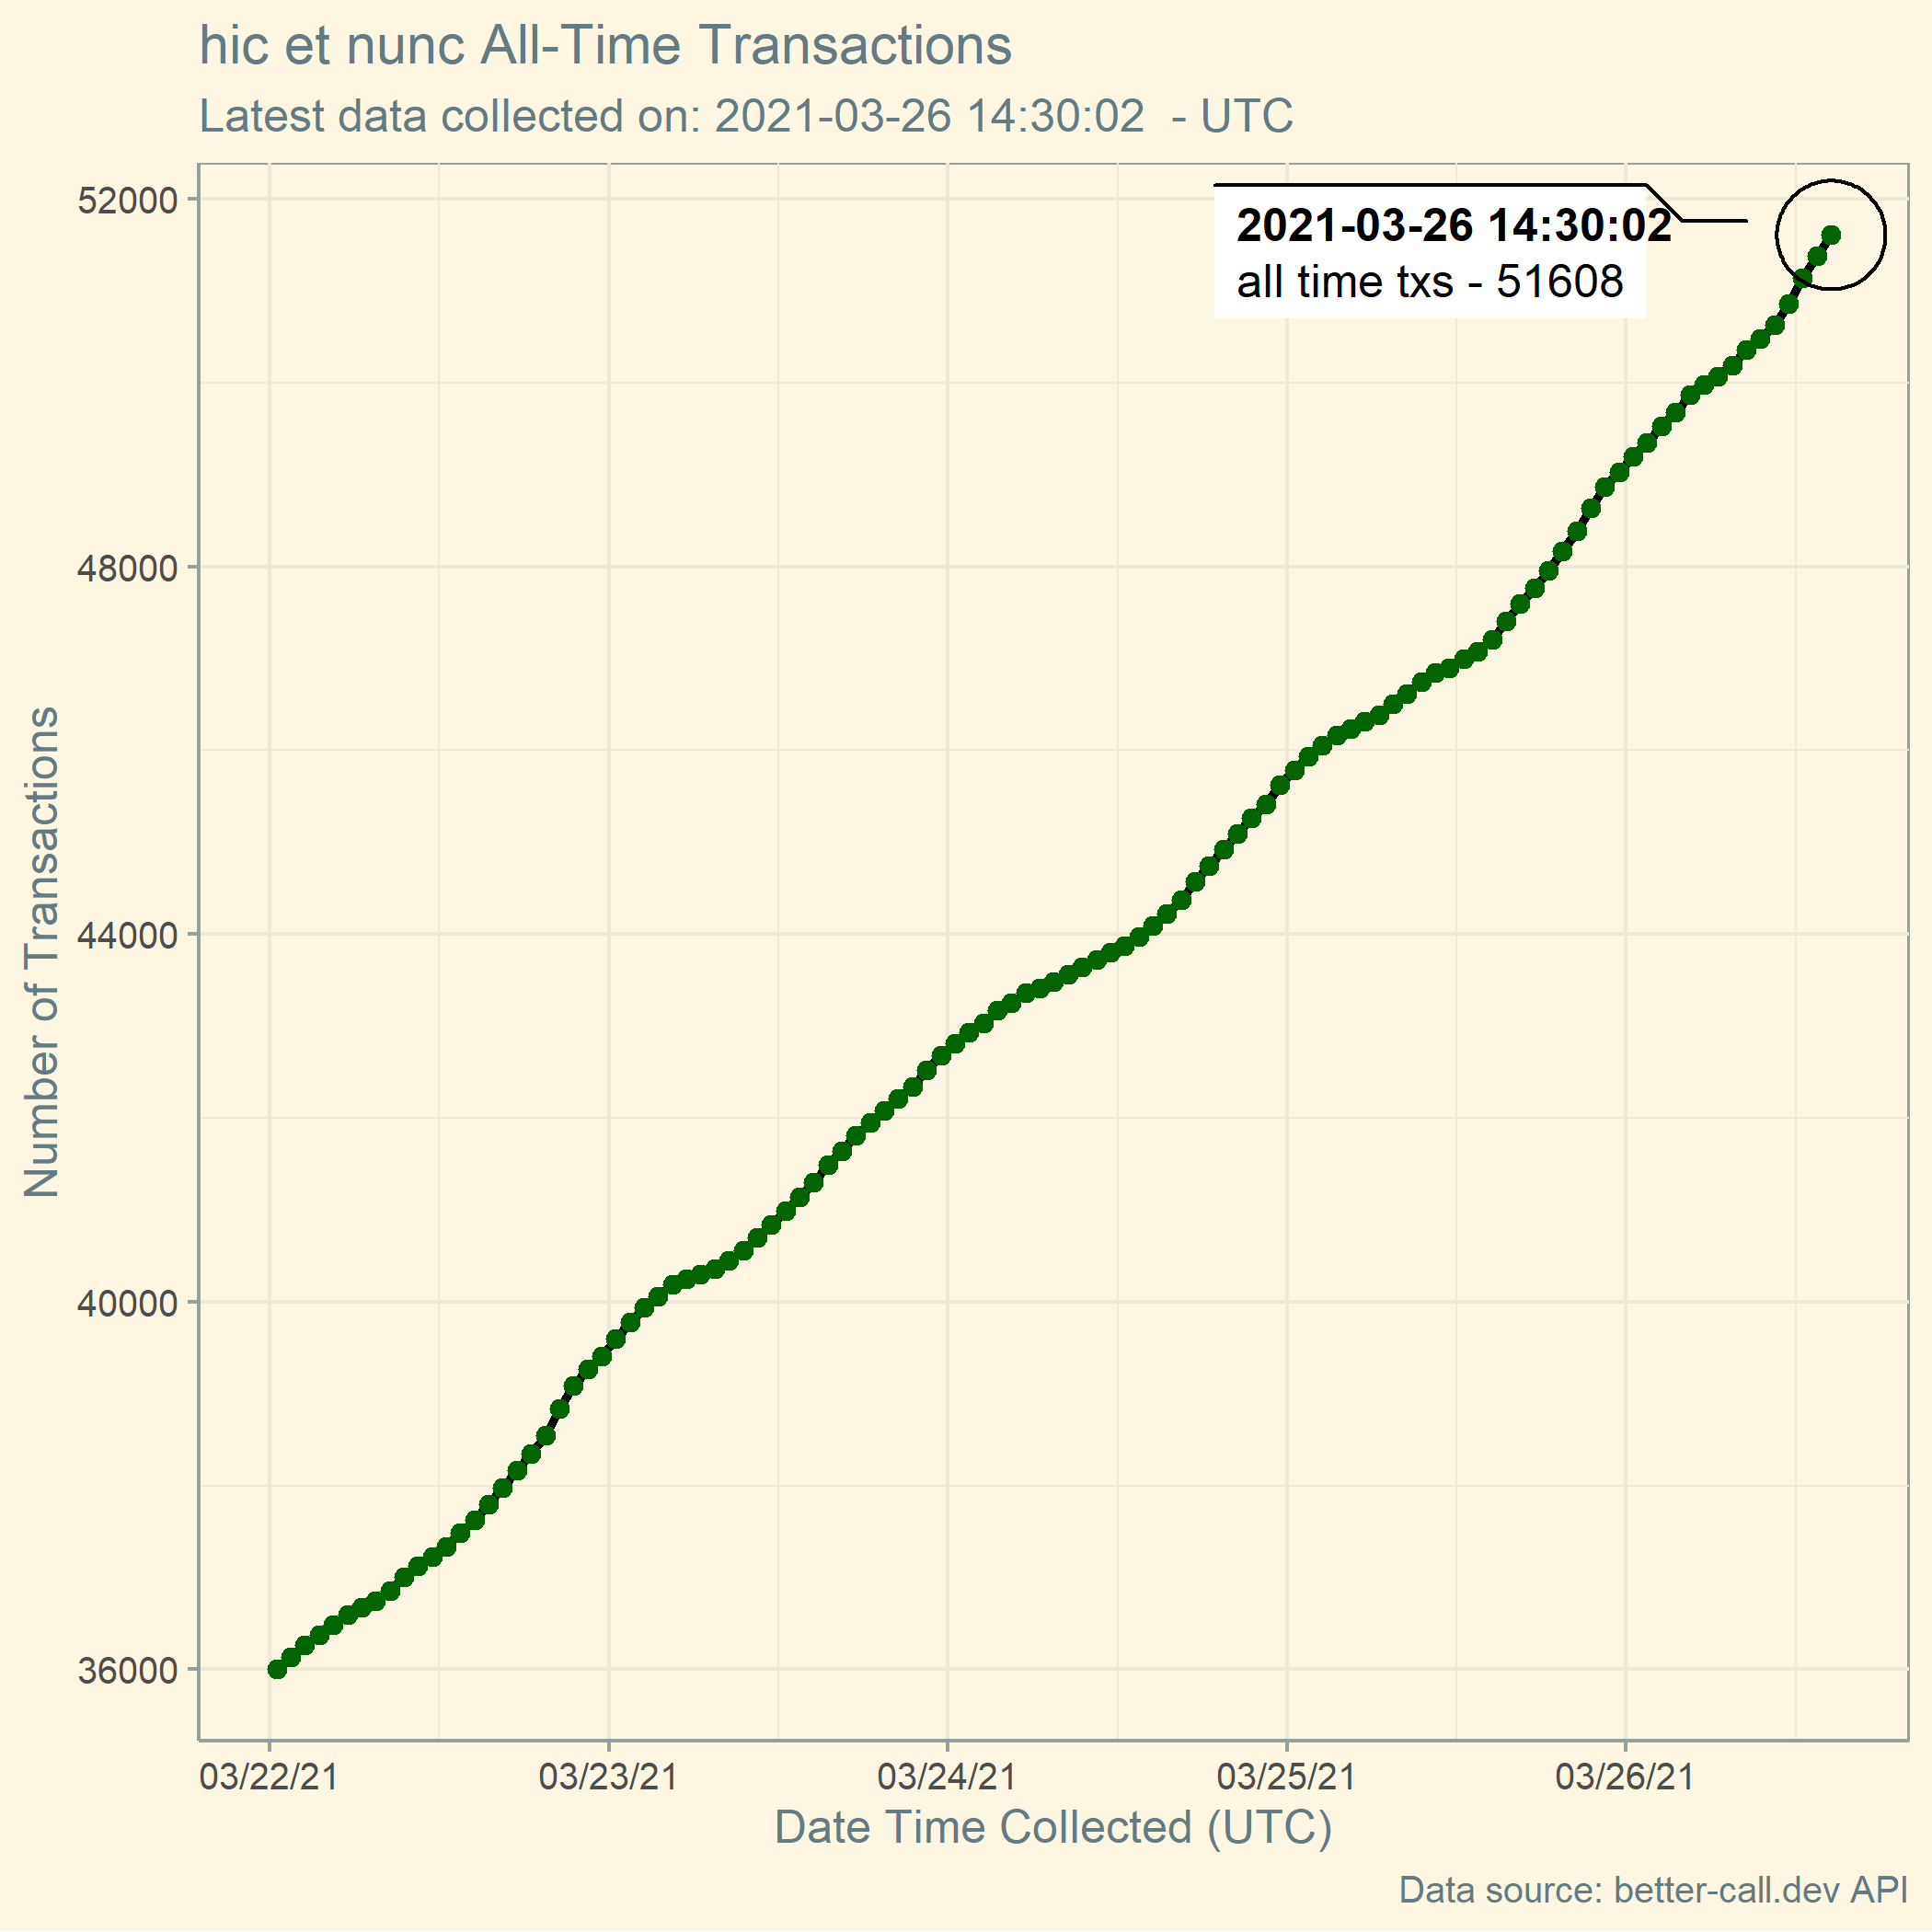 hic et nunc All-Time Transactions
Latest data collected on: 2021-03-26 14:30:02  - UTC
52000
2021-03-26 14:30:02
all time txs - 51608
48000
44000
40000
36000
Number of Transactions
03/22/21 03/23/21 03/24/21 03/25/21 03/26/21
Date Time Collected (UTC)
Data source: better-call.dev API